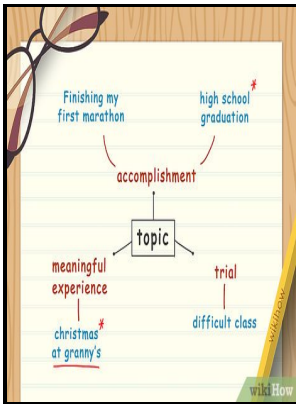 Finishing my
first marathon
high school*
graduation
accomplishment
topic
meaningful
experience
trial
christmas*
at granny's
difficult class
wikihow
wikiHow